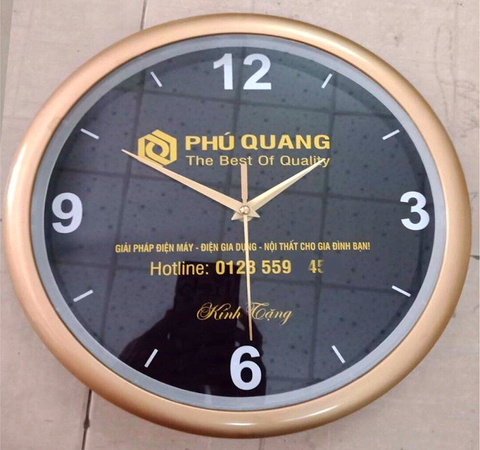 12
PHÚ QUANG
The Best Of Quality
9
3
GIẢI PHÁP ĐIỆN MÁY - ĐIỆN GIA DỤNG - NỘI THẤT CHO GIA ĐÌNH BẠN!
Hotline: 0128 559 45
Kính Tặng
6